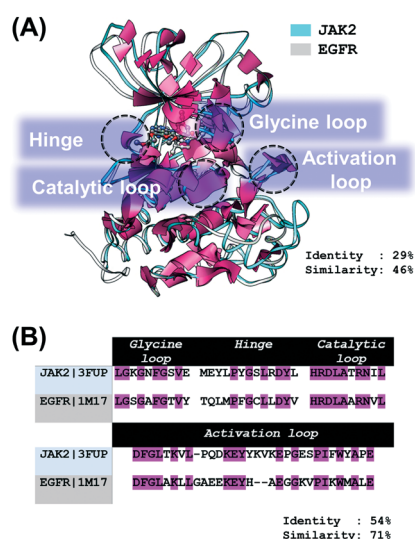 (A)
JAK2
EGFR
Hinge
Glycine loop
Catalytic loop
Activation
loop
Identity : 29%
Similarity: 46%
(B)
Glycine loop Hinge Catalytic loop
JAK2|3FUP LGKGNFGSVE MEYLPYGSLRDYL HRDLATRNIL
EGFR|1M17 LGSGAFGTVY TQLMPFGCLLDYV HRDLAARNVL
Activation loop
JAK2|3FUP DFGLTKVL-PQDKEYYKVKEPGESPIFWYAPE
EGFR|1M17 DFGLAKLLGAEEKEYH--AEGGKVPIKWMALE
Identity : 54%
Similarity: 71%